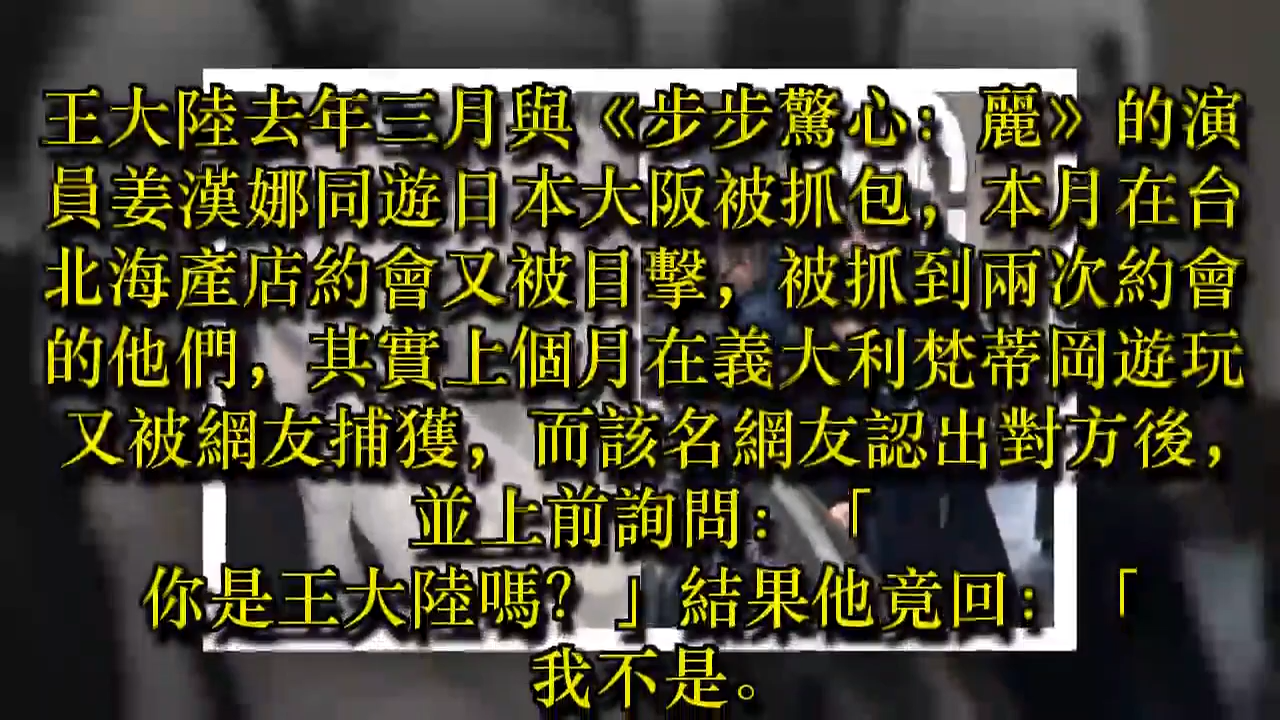 王大陸去年三月與《步步驚心：麗》的演
員姜漢娜同遊日本大阪被抓包，本月在台
北海產店約會又被目擊，被抓到兩次約會
的他們，其實上個月在義大利梵蒂岡遊玩
又被網友捕獲，而該名網友認出對方後，
並上前詢問：「
你是王大陸嗎？」結果他竟回：「
我不是。